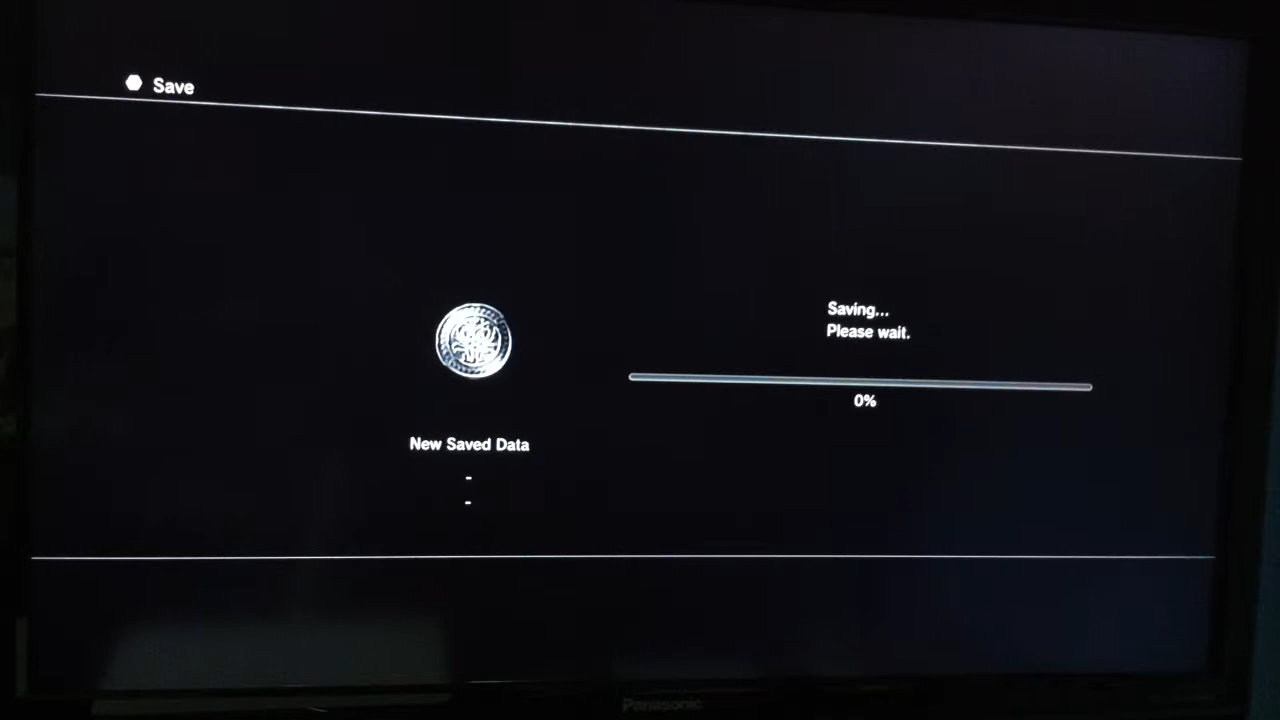 Save
Saving...
Please wait.
0%
New Saved Data
-
-
Panasonic